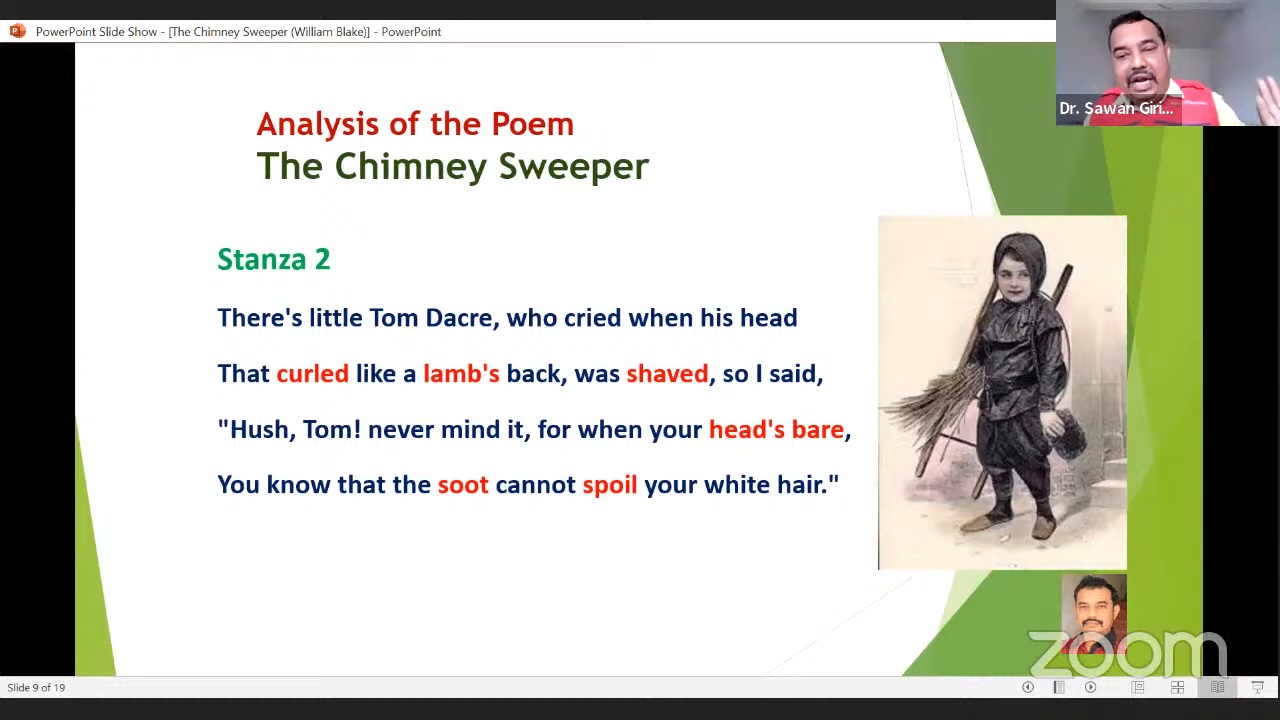 PowerPoint Slide Show - [The Chimney Sweeper (William Blake)] - PowerPoint
Dr. Sawan Giri...
Analysis of the Poem
The Chimney Sweeper
Stanza 2
There's little Tom Dacre, who cried when his head
That curled like a lamb's back, was shaved, so I said,
"Hush, Tom! never mind it, for when your head's bare,
You know that the soot cannot spoil your white hair."
zoom
Slide 9 of 19